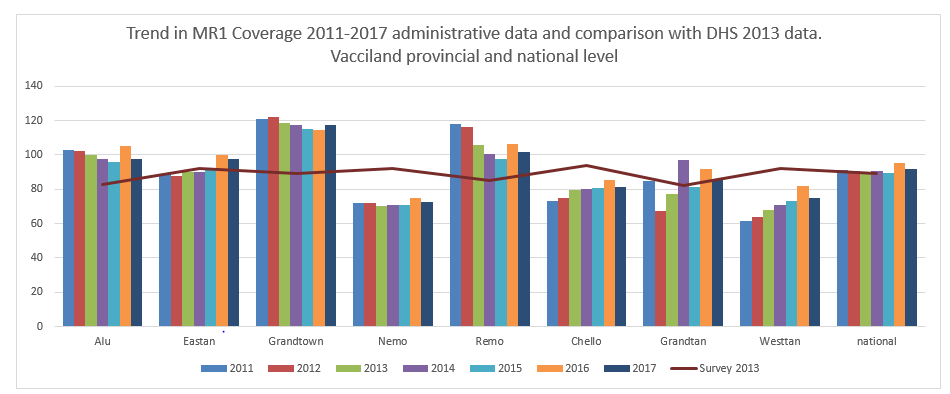 Trend in MR1 Coverage 2011-2017 administrative data and comparison with DHS 2013 data.
Vacciland provincial and national level
140
120
100
80
60
40
20
0
Alu Eastan Grandtown Nemo Remo Chello Grandtan Westtan national
2011 2012 2013 2014 2015 2016 2017 Survey 2013